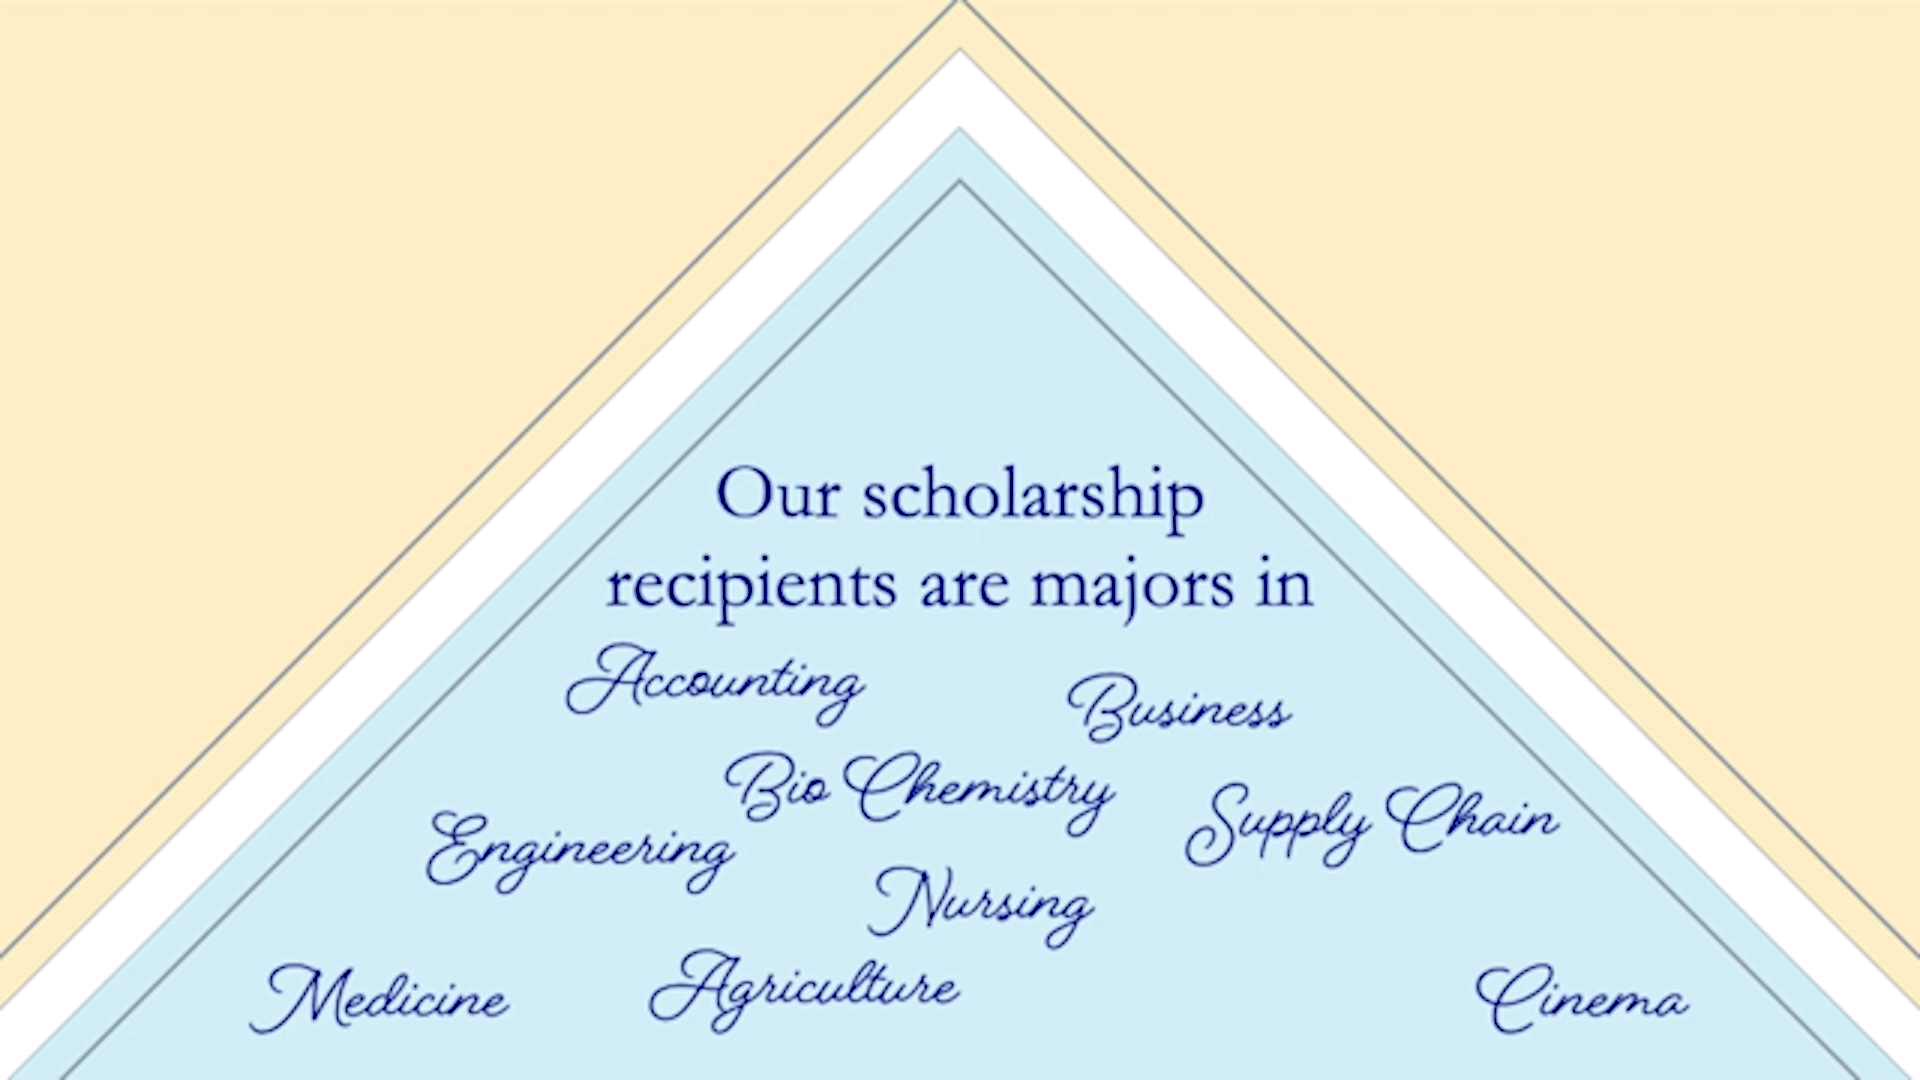 Our scholarship
recipients are majors in
Accounting
Business
Bio Chemistry
Supply Chain
Engineering
Nursing
Medicine
Agriculture
Cinema